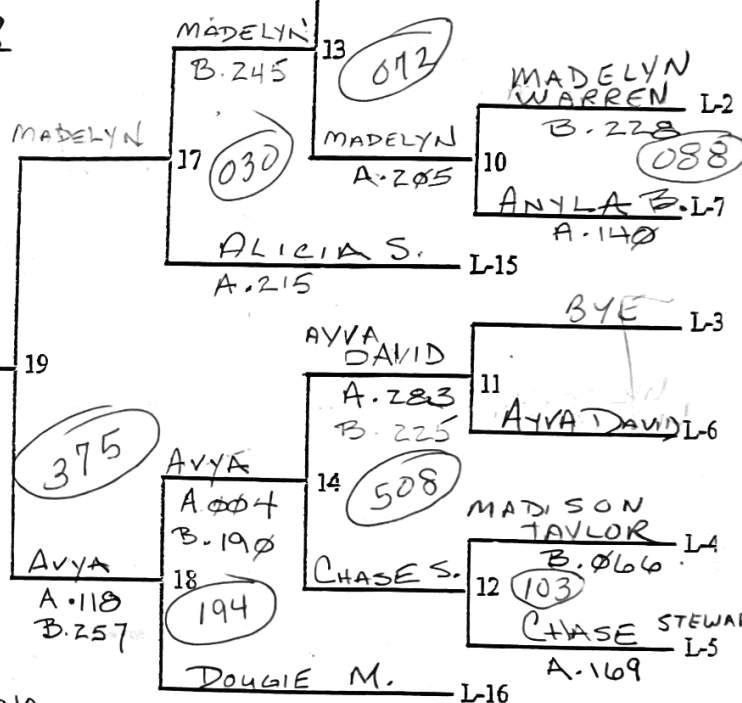 MADELYN
13
B.245
072
MADELYN
WARREN
L-2
B.228
088
MADELYN
17
030
MADELYN
A.205
10
ANYLA B.
L-7
A.140
ALICIA S.
L-15
A.215
BYE
L-3
AYVA
DAVID
19
A.283
11
B.225
AYVA DAVID
L-6
375
AVYA
14
508
A.004
B.190
MADISON
TAYLOR
L-4
B.066
AVYA
18
CHASE S.
12
103
A.118
194
B.257
CHASE
L-5
A.169
DOUGIE M.
L-16